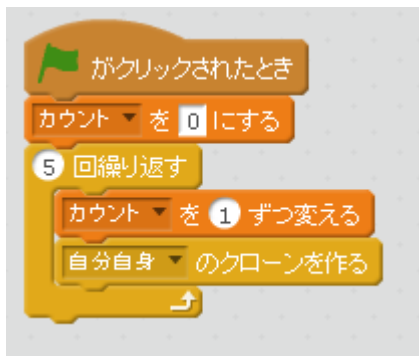 がクリックされたとき
カウント を 0 にする
5 回繰り返す
カウント を 1 ずつ変える
自分自身 のクローンを作る